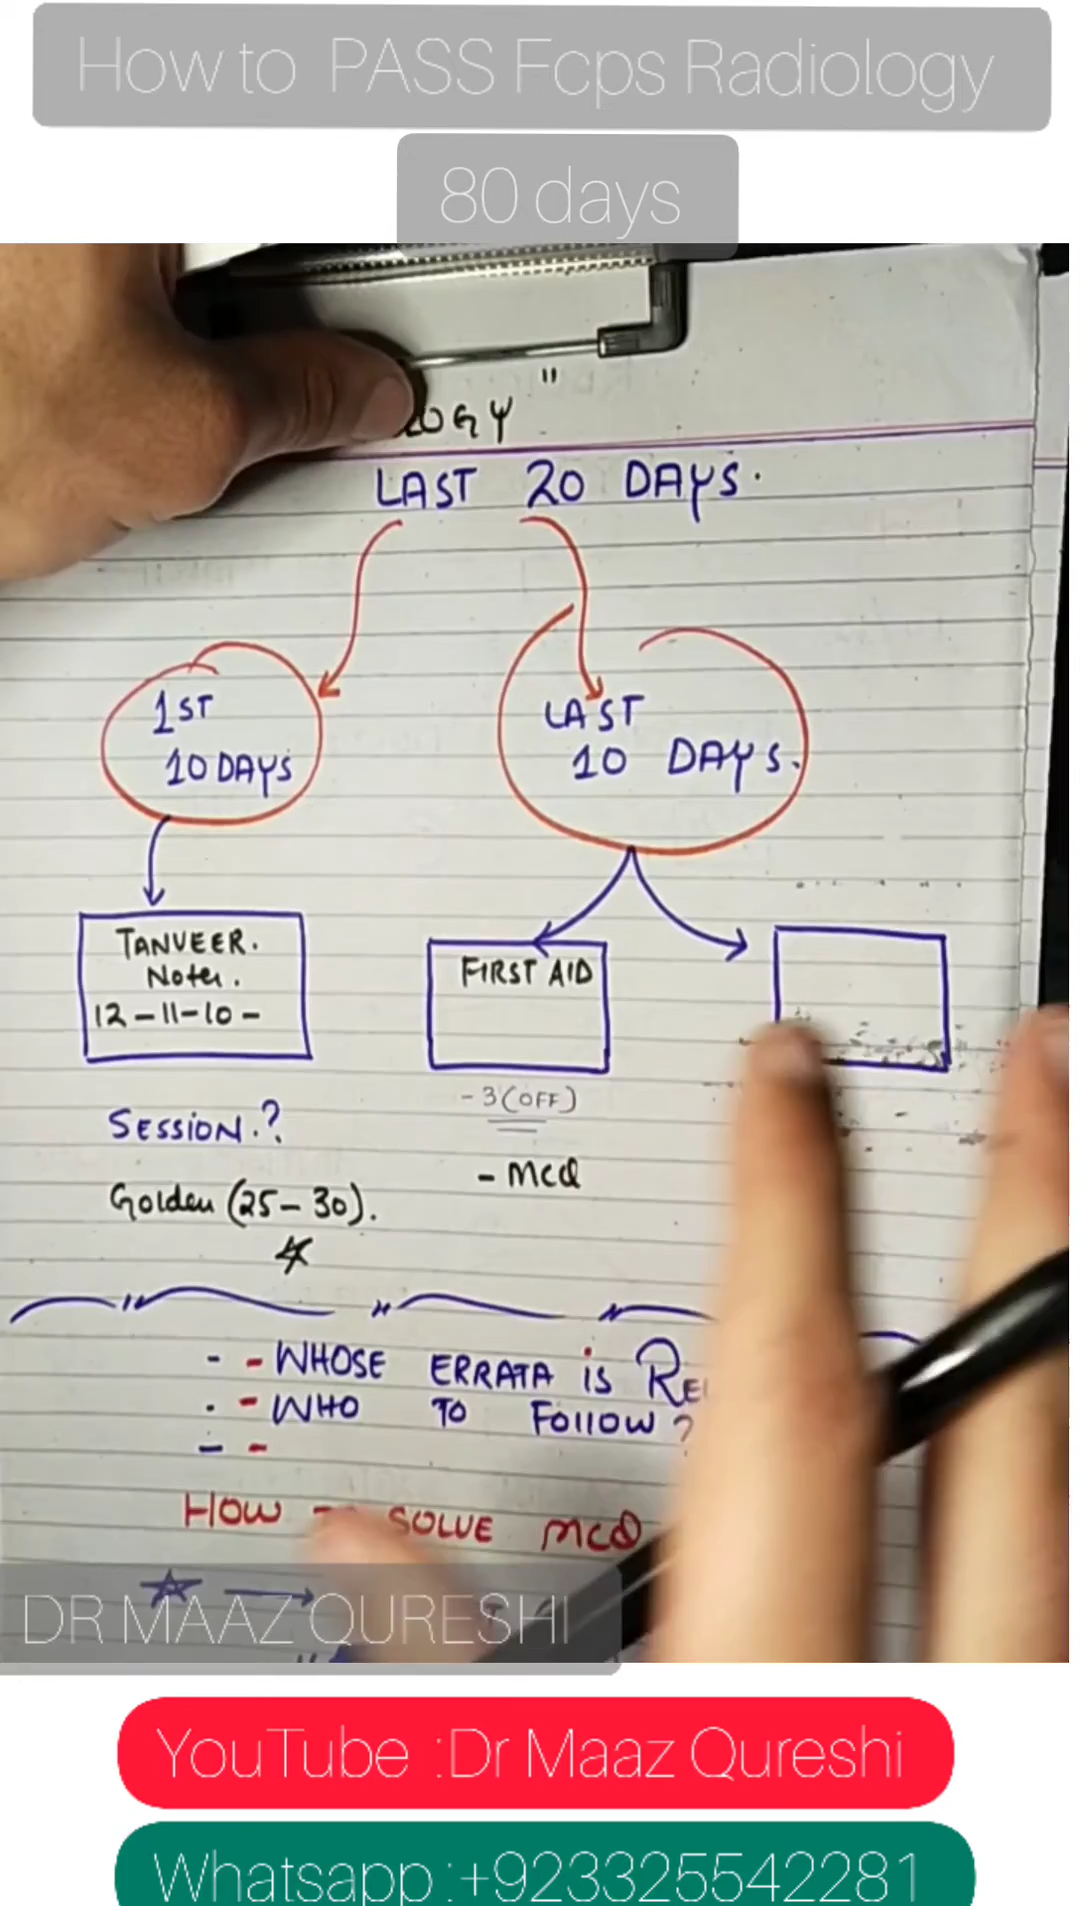 How to PASS Fcps Radiology
80 days
LOGY "
LAST 20 DAYS.
1ST
10 DAYS
LAST
10 DAYS.
TANVEER.
Notes.
12 - 11 - 10 -
FIRST AID
- 3 (OFF)
- MCQ
SESSION.?
Golden (25 - 30).
- - WHOSE ERRATA is
- - WHO TO Follow?
- -
HOW SOLVE MCQ
DR MAAZ QURESHI
YouTube :Dr Maaz Qureshi
Whatsapp :+923325542281